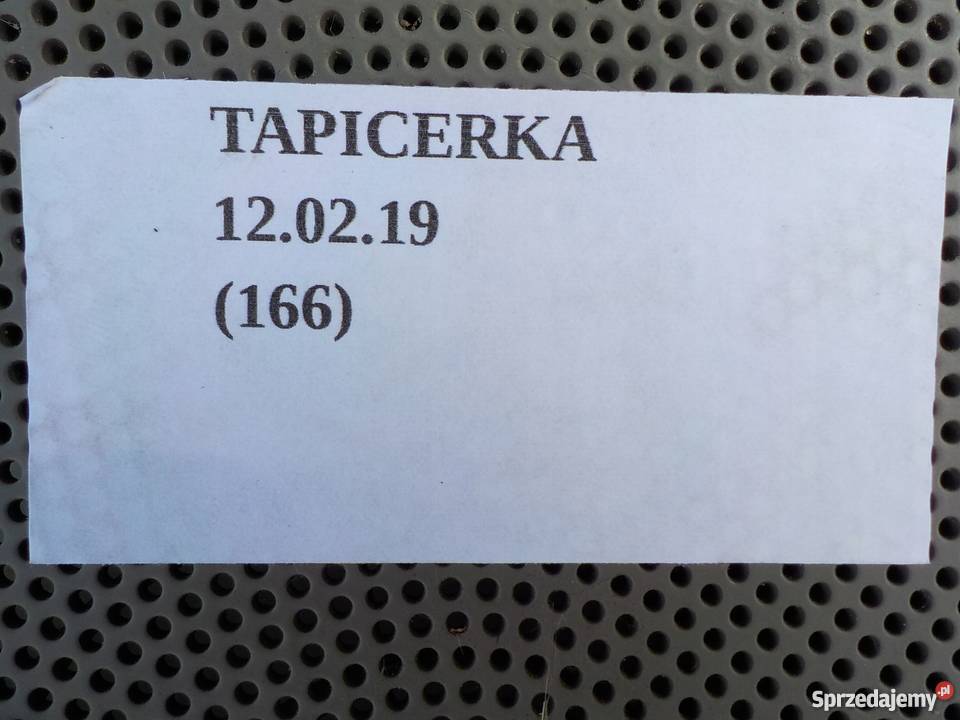 TAPICERKA
12.02.19
(166)
Sprzedajemy.pl